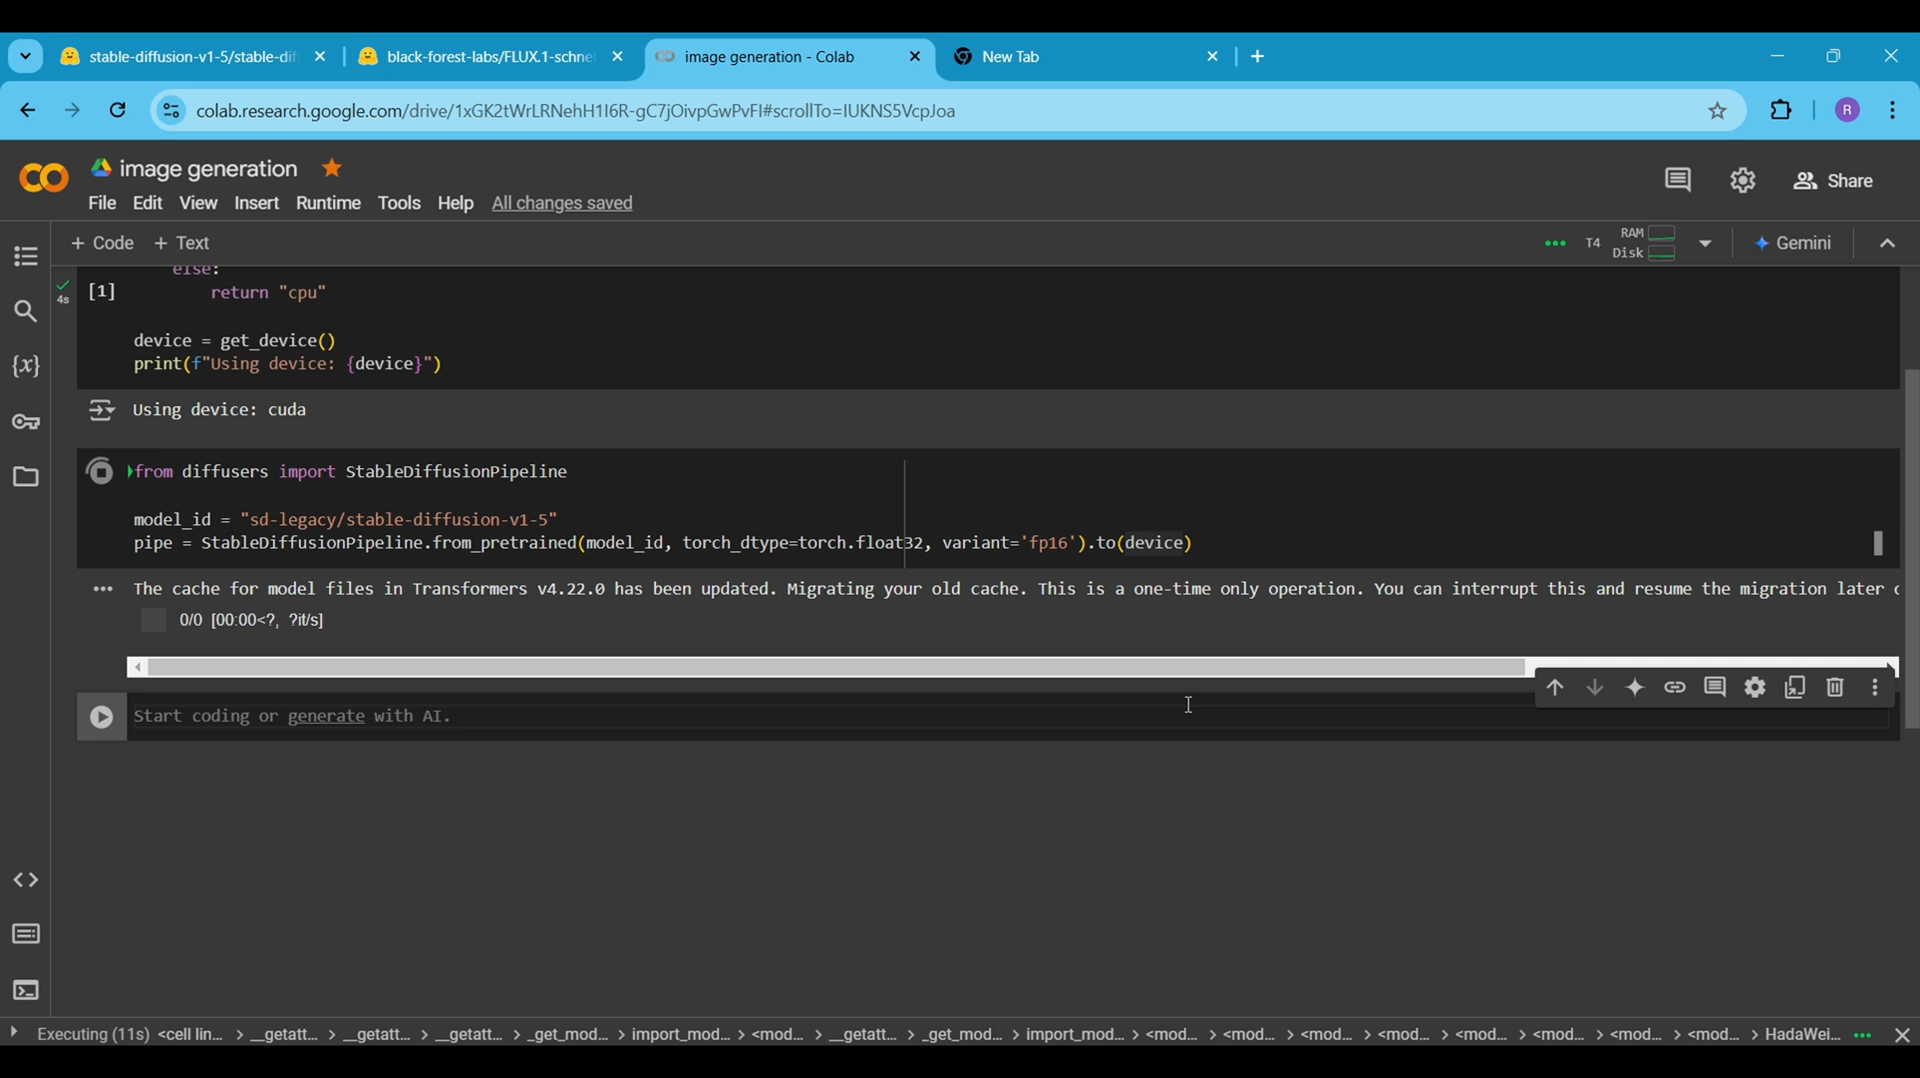 stable-diffusion-v1-5/stable-dif
black-forest-labs/FLUX.1-schnel
image generation - Colab
New Tab
colab.research.google.com/drive/1xGK2tWrLRNehH1I6R-gC7jOivpGwPvFI#scrollTo=IUKNS5VcpJoa
R
image generation
File Edit View Insert Runtime Tools Help All changes saved
Share
+ Code + Text
T4 RAM
Disk
Gemini
else:
4s
[1] return "cpu"
device = get_device()
print(f"Using device: {device}")
Using device: cuda
from diffusers import StableDiffusionPipeline
model_id = "sd-legacy/stable-diffusion-v1-5"
pipe = StableDiffusionPipeline.from_pretrained(model_id, torch_dtype=torch.float32, variant='fp16').to(device)
The cache for model files in Transformers v4.22.0 has been updated. Migrating your old cache. This is a one-time only operation. You can interrupt this and resume the migration later
0/0 [00:00<?, ?it/s]
Start coding or generate with AI.
Executing (11s) <cell lin... > __getatt... > __getatt... > __getatt... > _get_mod... > import_mod... > <mod... > __getatt... > _get_mod... > import_mod... > <mod... > <mod... > <mod... > <mod... > <mod... > <mod... > <mod... > <mod... > HadaWei...